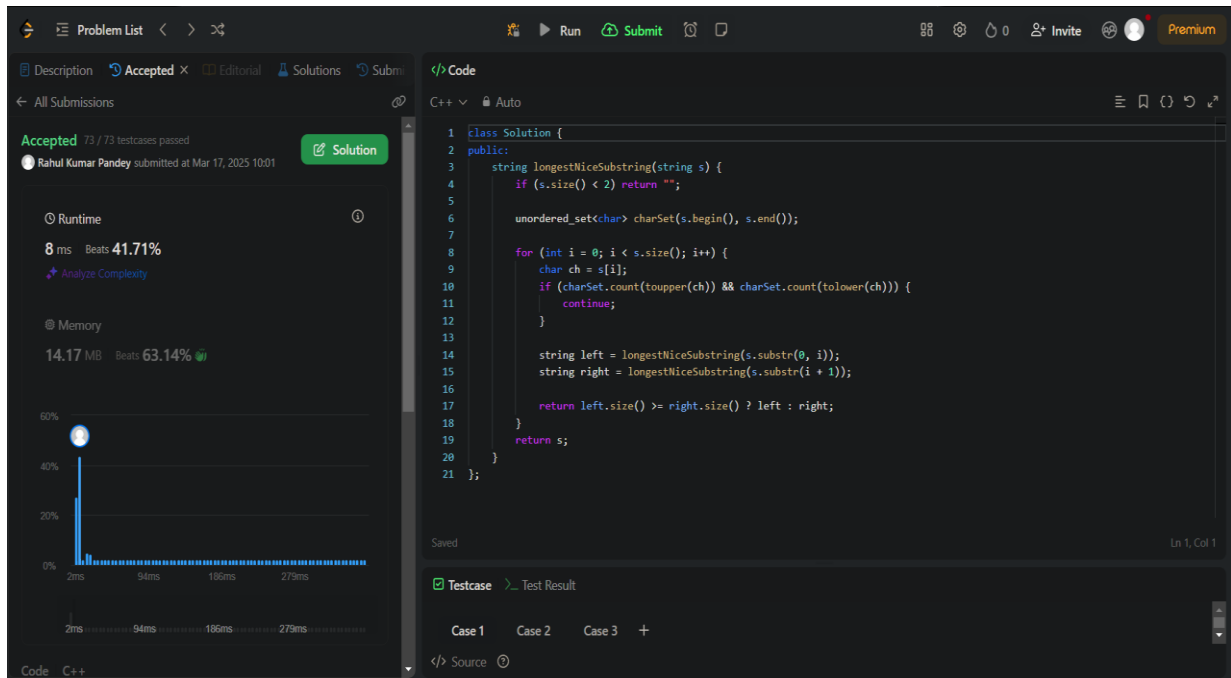 Problem List
Run
Submit
0
Invite
Premium
Description
Accepted
Editorial
Solutions
Submi
All Submissions
Accepted 73 / 73 testcases passed
Rahul Kumar Pandey submitted at Mar 17, 2025 10:01
Solution
Runtime
8 ms Beats 41.71%
Analyze Complexity
Memory
14.17 MB Beats 63.14%
60%
40%
20%
0%
2ms 94ms 186ms 279ms
2ms 94ms 186ms 279ms
Code C++
</> Code
C++ Auto
1 class Solution {
2 public:
3 string longestNiceSubstring(string s) {
4 if (s.size() < 2) return "";
5
6 unordered_set<char> charSet(s.begin(), s.end());
7
8 for (int i = 0; i < s.size(); i++) {
9 char ch = s[i];
10 if (charSet.count(toupper(ch)) && charSet.count(tolower(ch))) {
11 continue;
12 }
13
14 string left = longestNiceSubstring(s.substr(0, i));
15 string right = longestNiceSubstring(s.substr(i + 1));
16
17 return left.size() >= right.size() ? left : right;
18 }
19 return s;
20 }
21 };
Saved
Ln 1, Col 1
Testcase >_ Test Result
Case 1 Case 2 Case 3 +
</> Source